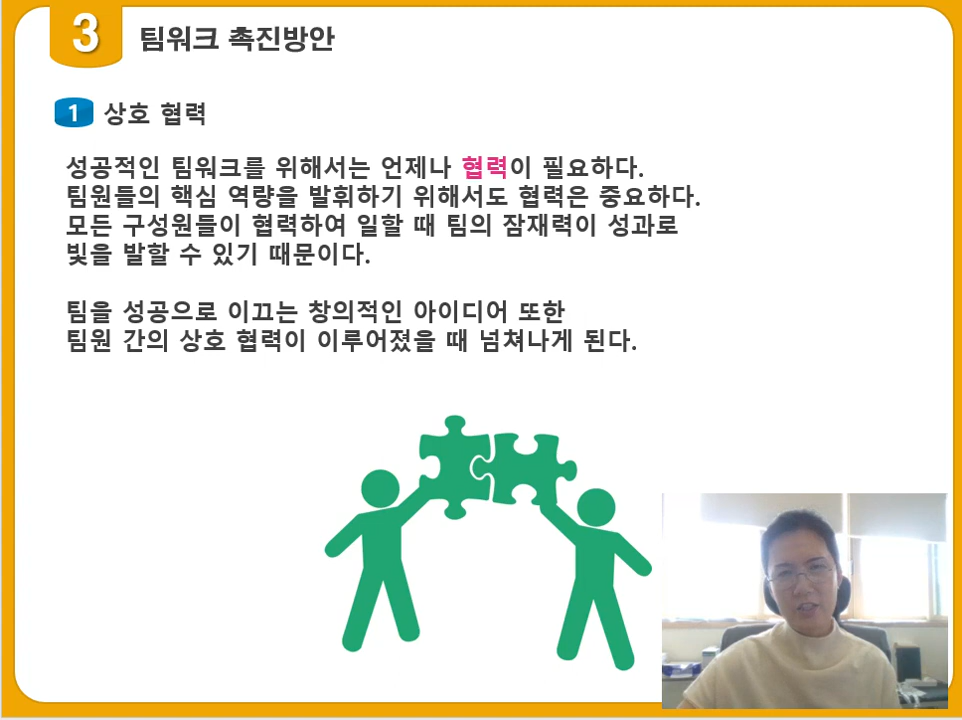 3 팀워크 촉진방안
1 상호 협력
성공적인 팀워크를 위해서는 언제나 협력이 필요하다.
팀원들의 핵심 역량을 발휘하기 위해서도 협력은 중요하다.
모든 구성원들이 협력하여 일할 때 팀의 잠재력이 성과로
빛을 발할 수 있기 때문이다.
팀을 성공으로 이끄는 창의적인 아이디어 또한
팀원 간의 상호 협력이 이루어졌을 때 넘쳐나게 된다.